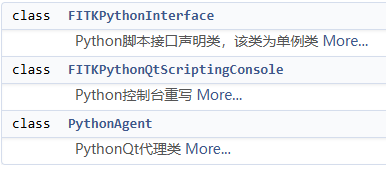 class FITKPythonInterface
Python脚本接口声明类，该类为单例类 More...
class FITKPythonQtScriptingConsole
Python控制台重写 More...
class PythonAgent
PythonQt代理类 More...